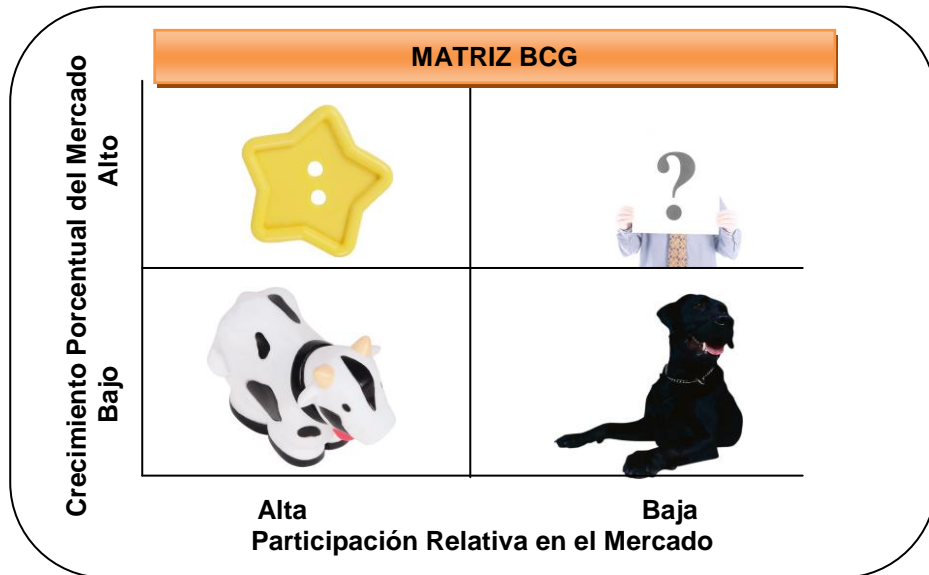 MATRIZ BCG
Crecimiento Porcentual del Mercado
Alto
Bajo
?
Alta
Baja
Participación Relativa en el Mercado